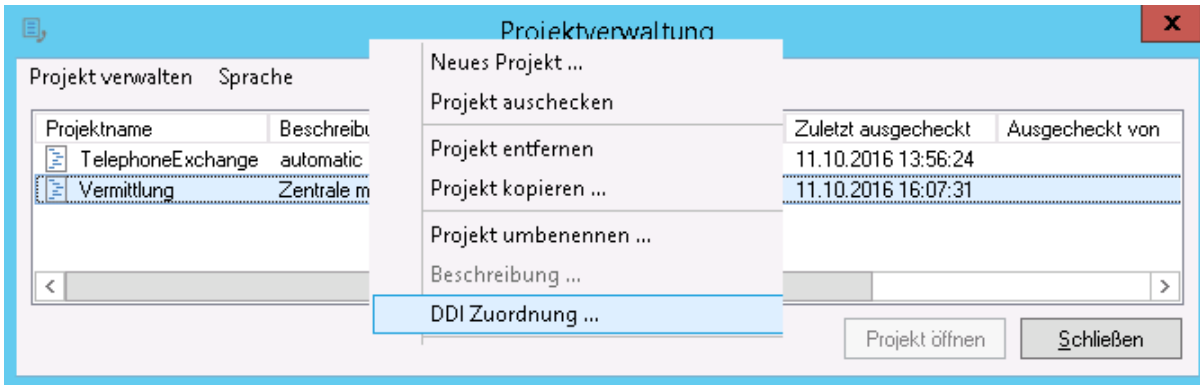 Projektverwaltung
x
Projekt verwalten Sprache
Neues Projekt ...
Projekt auschecken
Projekt entfernen
Projekt kopieren ...
Projekt umbenennen ...
Beschreibung ...
DDI Zuordnung ...
Projektname Beschreibu Zuletzt ausgecheckt Ausgecheckt von
TelephoneExchange automatic 11.10.2016 13:56:24
Vermittlung Zentrale m 11.10.2016 16:07:31
Projekt öffnen Schließen